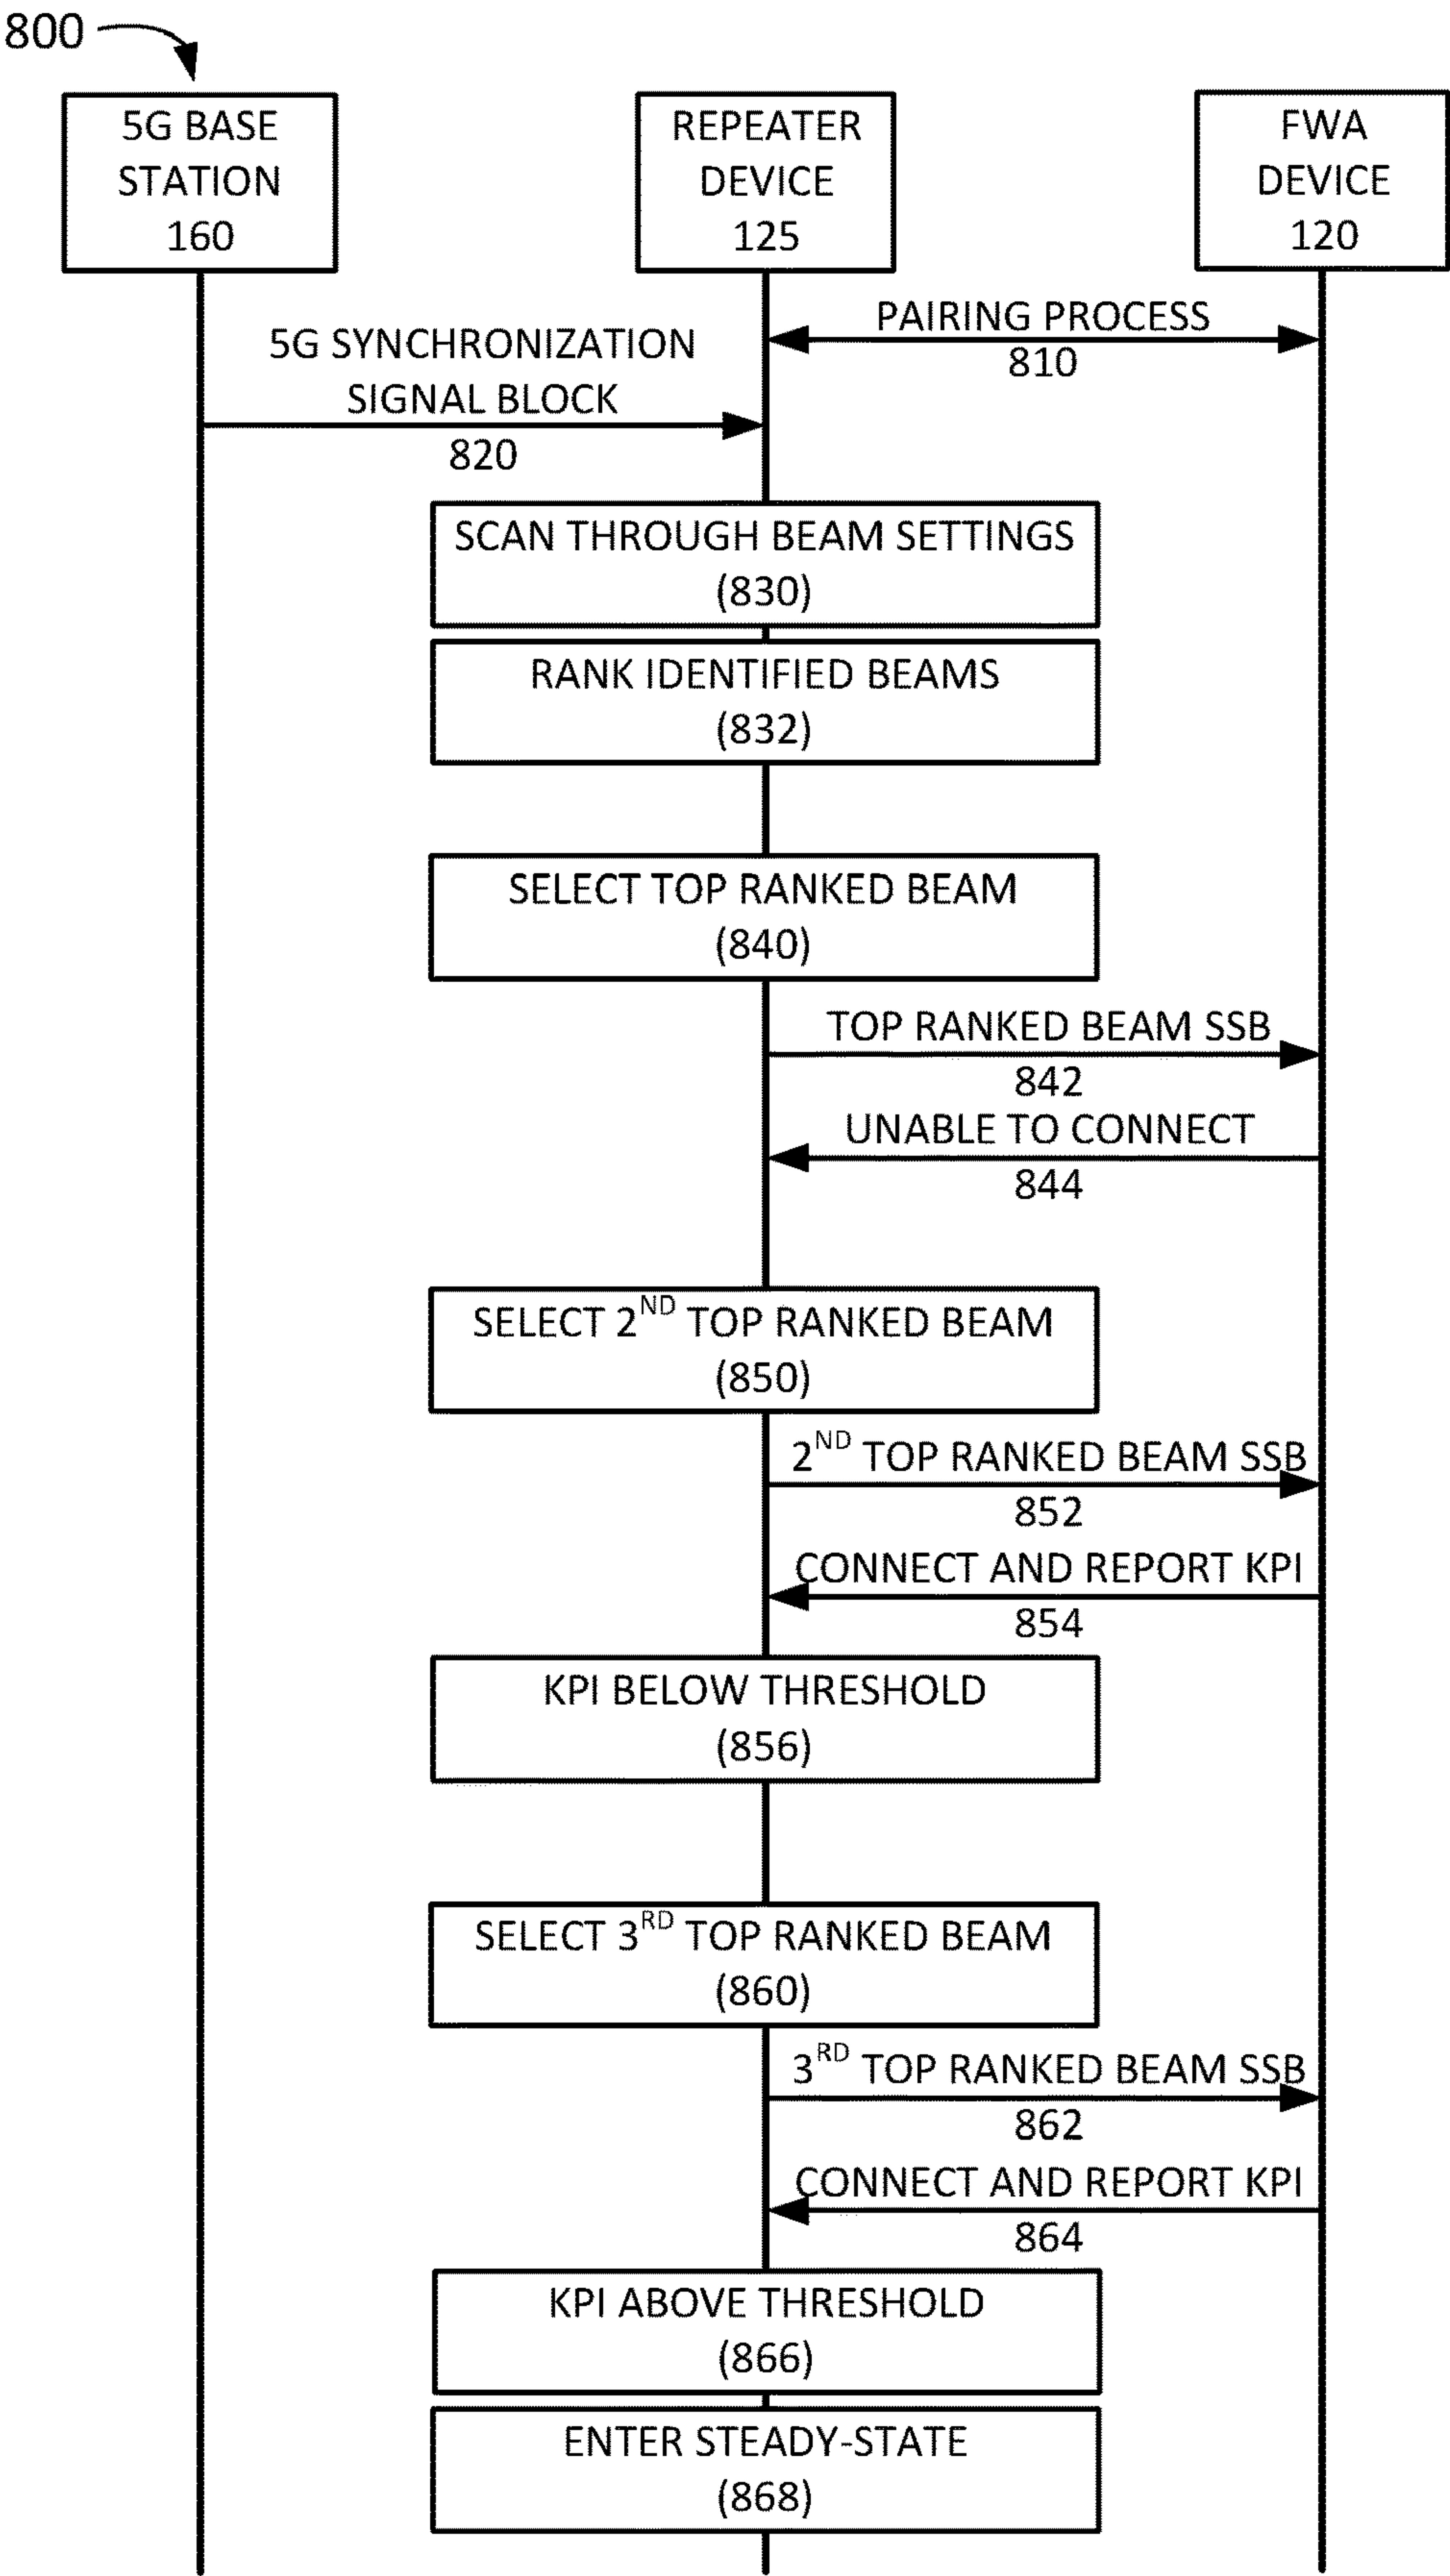 800
5G BASE
STATION
160
REPEATER
DEVICE
125
FWA
DEVICE
120
PAIRING PROCESS
810
5G SYNCHRONIZATION
SIGNAL BLOCK
820
SCAN THROUGH BEAM SETTINGS
(830)
RANK IDENTIFIED BEAMS
(832)
SELECT TOP RANKED BEAM
(840)
TOP RANKED BEAM SSB
842
UNABLE TO CONNECT
844
SELECT 2ND TOP RANKED BEAM
(850)
2ND TOP RANKED BEAM SSB
852
CONNECT AND REPORT KPI
854
KPI BELOW THRESHOLD
(856)
SELECT 3RD TOP RANKED BEAM
(860)
3RD TOP RANKED BEAM SSB
862
CONNECT AND REPORT KPI
864
KPI ABOVE THRESHOLD
(866)
ENTER STEADY-STATE
(868)